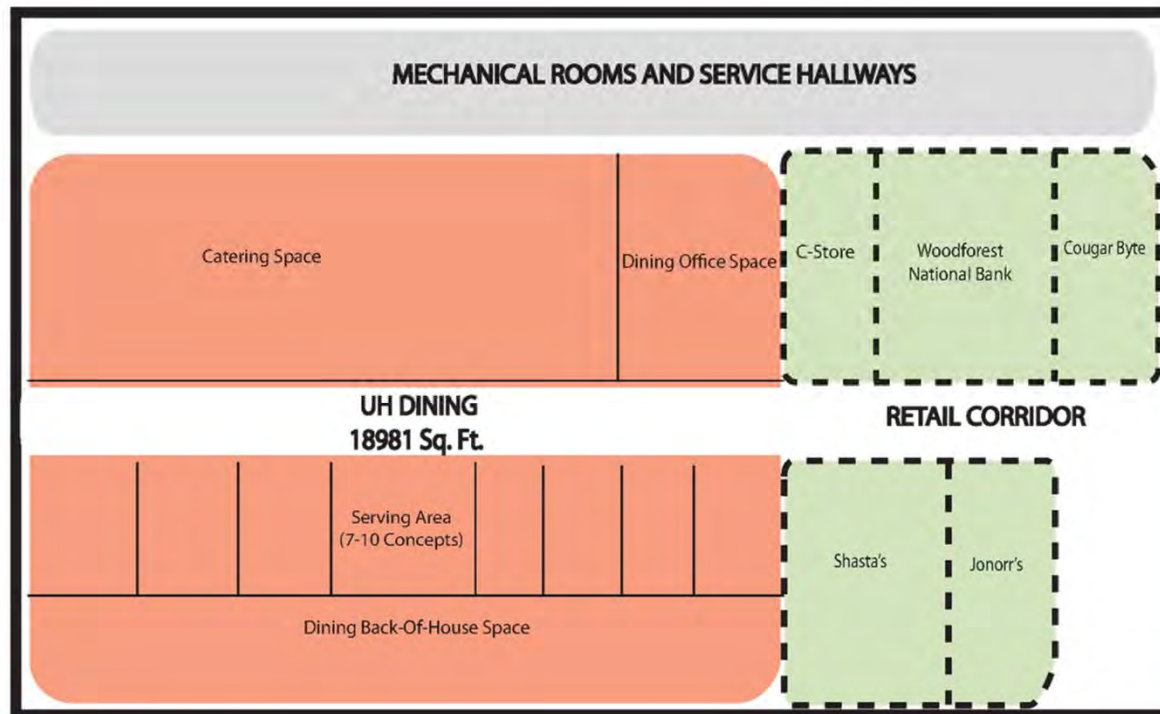 MECHANICAL ROOMS AND SERVICE HALLWAYS
Catering Space
Dining Office Space
C-Store
Woodforest
National Bank
Cougar Byte
UH DINING
18981 Sq. Ft.
RETAIL CORRIDOR
Serving Area
(7-10 Concepts)
Shasta's
Jonorr's
Dining Back-Of-House Space